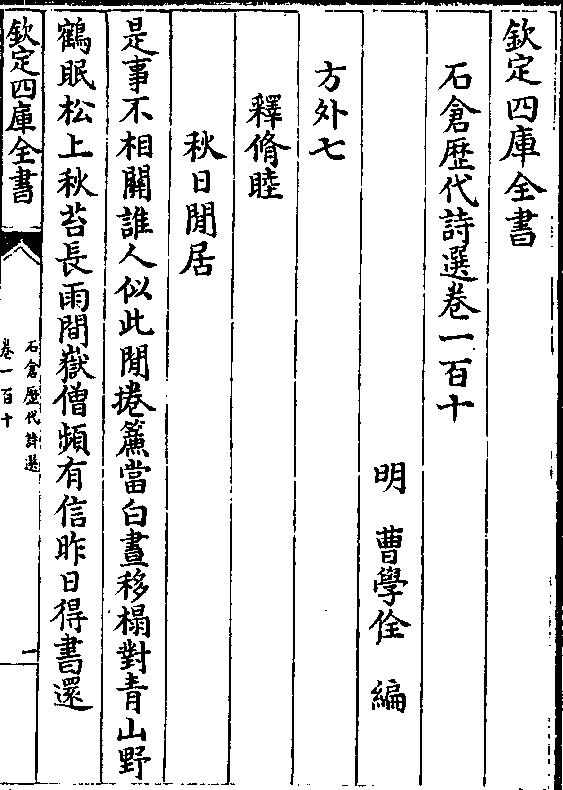 欽定四庫全書
石倉歴代詩選卷一百十
明 曹學佺 編
方外七
釋脩睦
秋日閒居
是事不相關誰人似此閒捲簾當白晝移榻對青山野
鶴眠松上秋苔長雨間嶽僧頻有信昨日得書還
欽定四庫全書
石倉歴代詩選
卷一百十
一